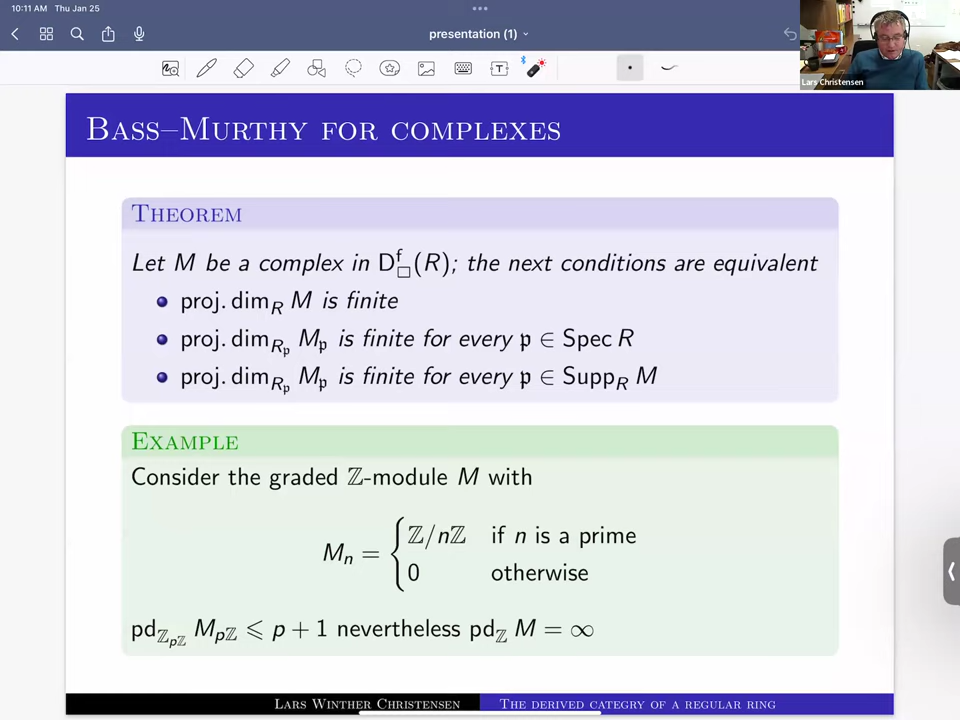 10:11 AM Thu Jan 25
presentation (1)
Lars Christensen
BASS–MURTHY FOR COMPLEXES
THEOREM
Let M be a complex in D^f_□(R); the next conditions are equivalent
proj. dim_R M is finite
proj. dim_{R_𝔭} M_𝔭 is finite for every 𝔭 ∈ Spec R
proj. dim_{R_𝔭} M_𝔭 is finite for every 𝔭 ∈ Supp_R M
EXAMPLE
Consider the graded ℤ-module M with
M_n = { ℤ/nℤ if n is a prime
0 otherwise
pd_{ℤ_{pℤ}} M_{pℤ} ⩽ p + 1 nevertheless pd_ℤ M = ∞
LARS WINTHER CHRISTENSEN THE DERIVED CATEGRY OF A REGULAR RING